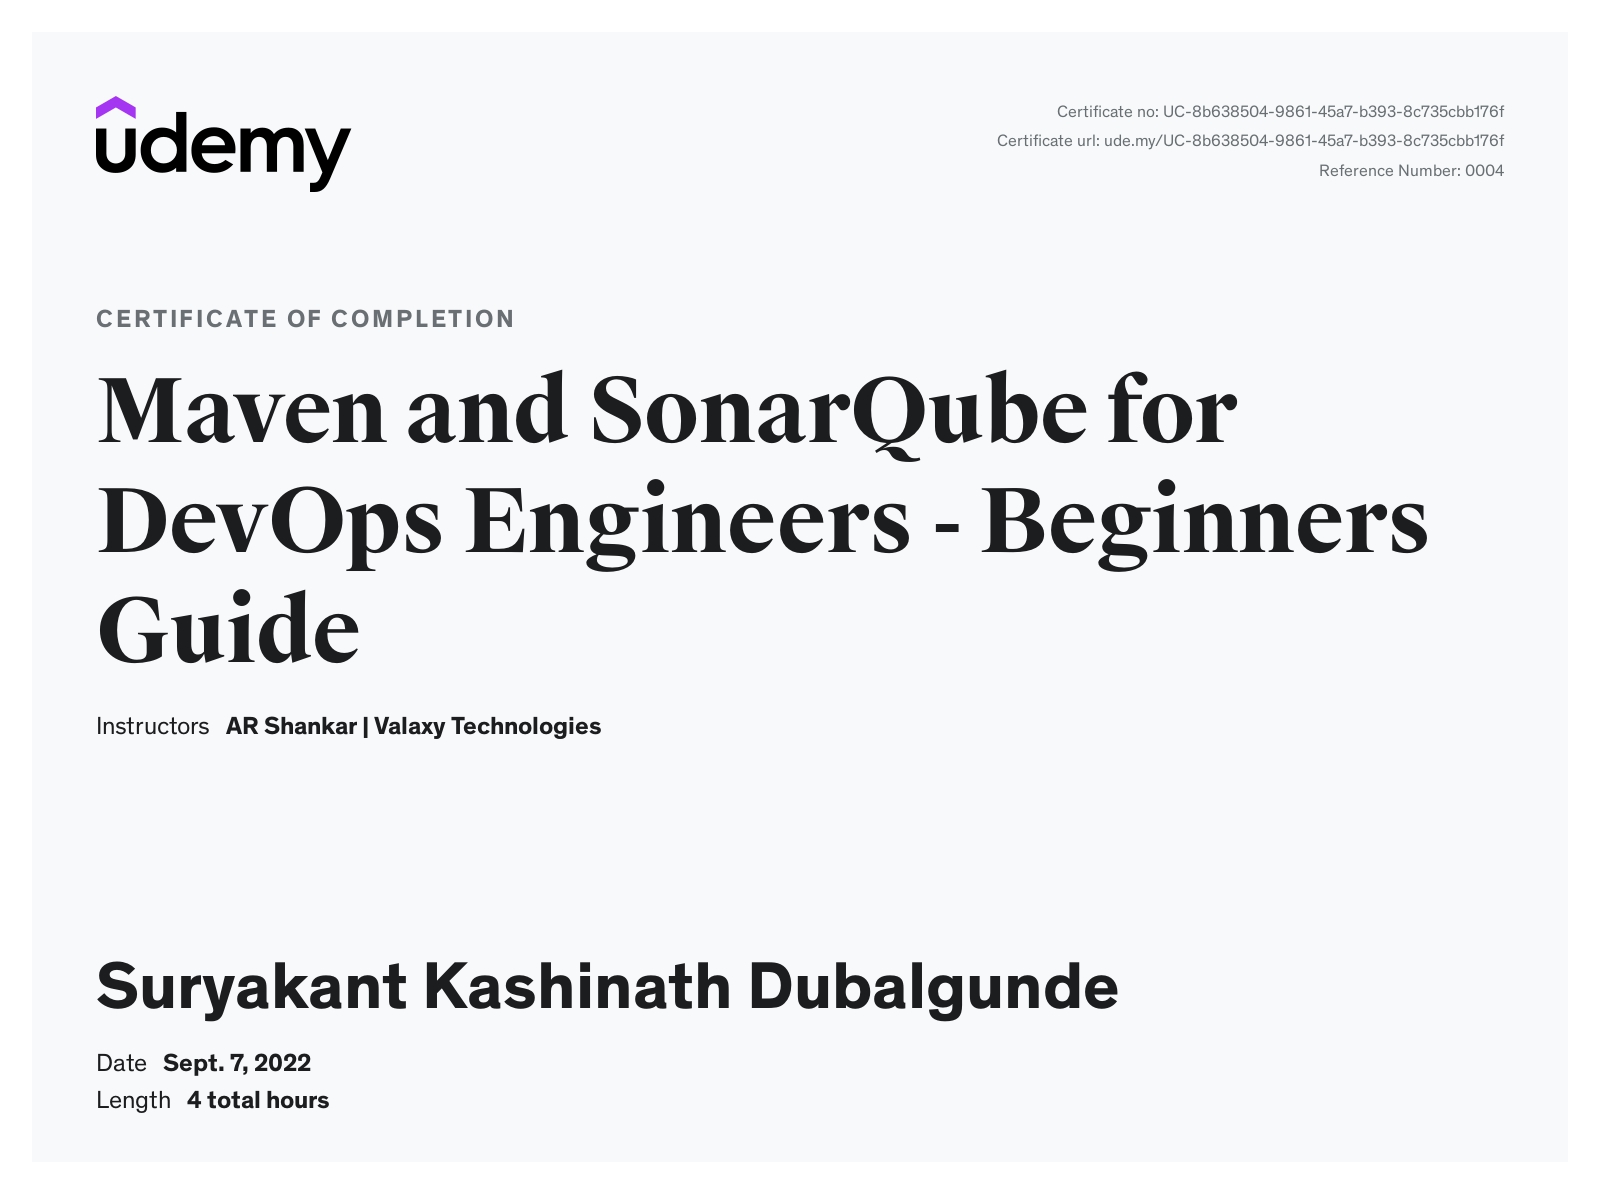 udemy
Certificate no: UC-8b638504-9861-45a7-b393-8c735cbb176f
Certificate url: ude.my/UC-8b638504-9861-45a7-b393-8c735cbb176f
Reference Number: 0004
CERTIFICATE OF COMPLETION
Maven and SonarQube for
DevOps Engineers - Beginners
Guide
Instructors AR Shankar | Valaxy Technologies
Suryakant Kashinath Dubalgunde
Date Sept. 7, 2022
Length 4 total hours